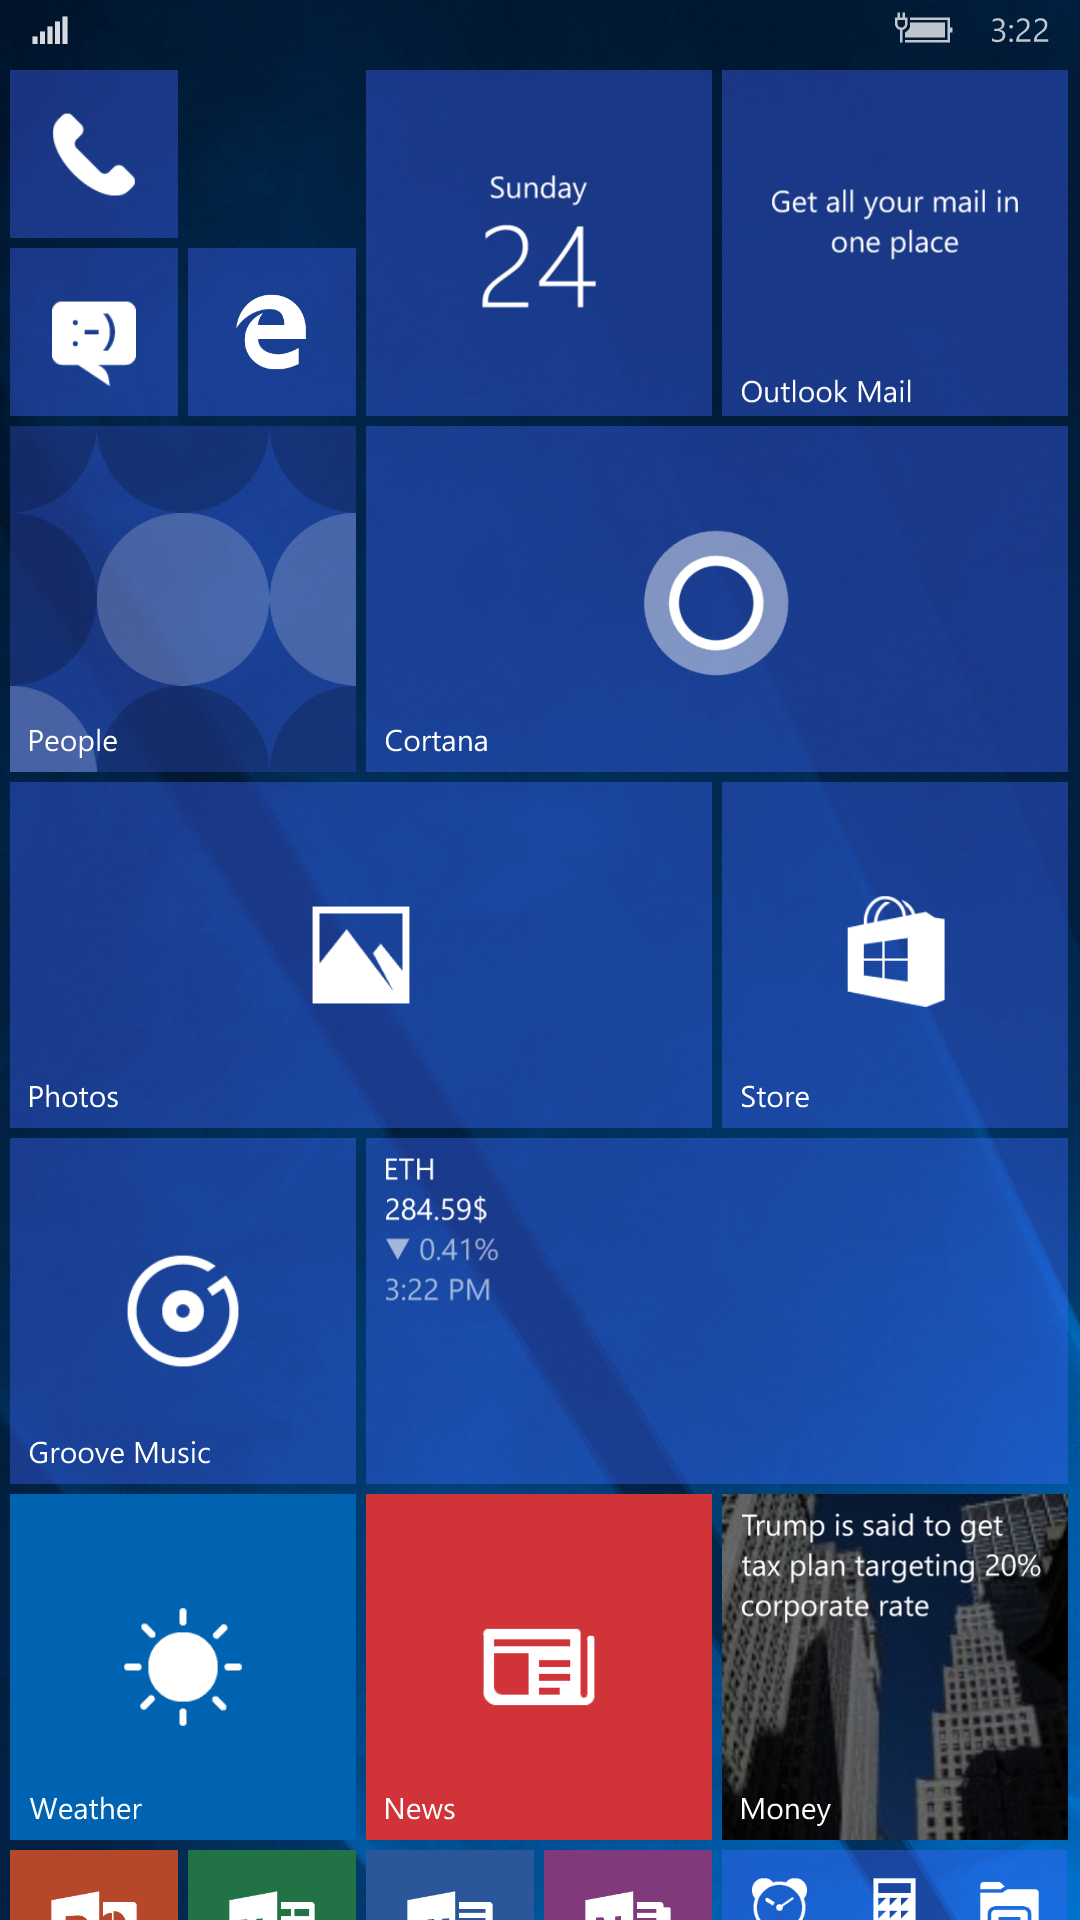 3:22
Sunday
24
Get all your mail in
one place
Outlook Mail
:-)
People
Cortana
Photos
Store
ETH
284.59$
▼ 0.41%
3:22 PM
Groove Music
Trump is said to get
tax plan targeting 20%
corporate rate
Weather
News
Money